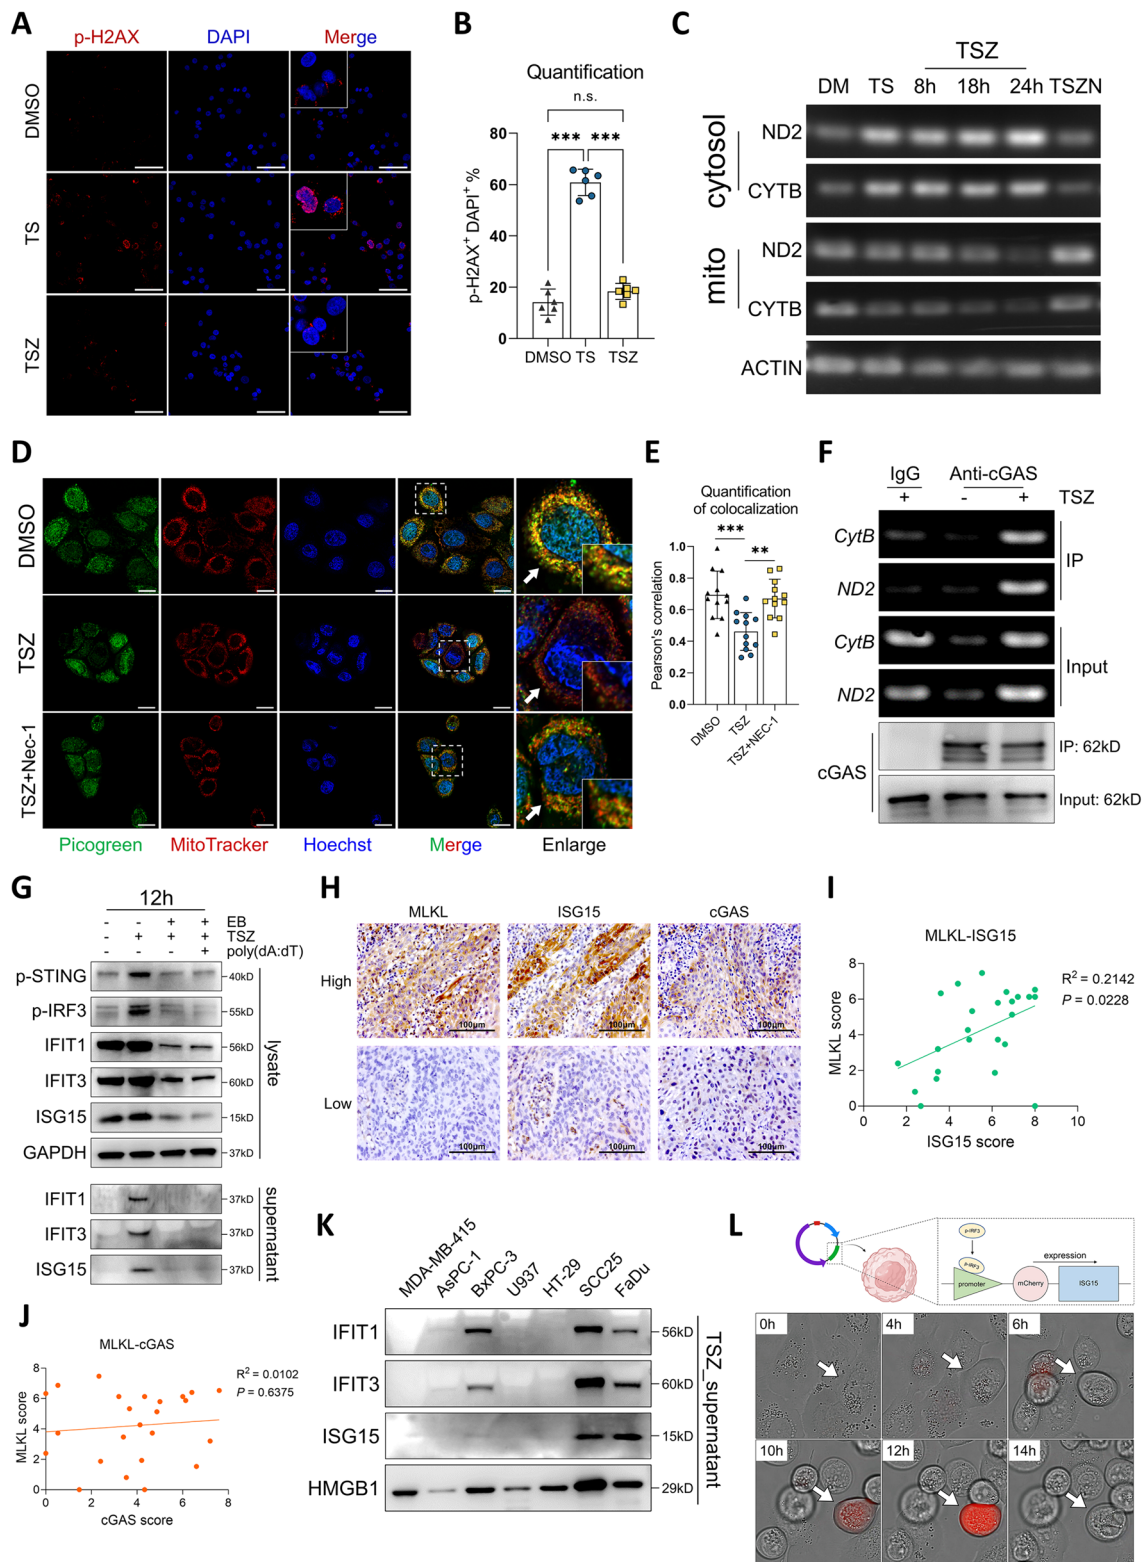 A
p-H2AX
DAPI
Merge
DMSO
TS
TSZ
B
Quantification
n.s.
*** ***
p-H2AX+ DAPI+ %
80
60
40
20
0
DMSO TS TSZ
C
TSZ
DM TS 8h 18h 24h TSZN
cytosol
ND2
CYTB
mito
ND2
CYTB
ACTIN
D
DMSO
TSZ
TSZ+Nec-1
Picogreen MitoTracker Hoechst Merge Enlarge
E
Quantification
of colocalization
***
**
Pearson's correlation
1.0
0.8
0.6
0.4
0.2
0.0
DMSO
TSZ
TSZ+NEC-1
F
IgG Anti-cGAS
+ - + TSZ
CytB
ND2
IP
CytB
ND2
Input
cGAS
IP: 62kD
Input: 62kD
G
12h
- - + + EB
- + + + TSZ
- - - + poly(dA:dT)
p-STING 40kD
p-IRF3 55kD
IFIT1 56kD
IFIT3 60kD
ISG15 15kD
GAPDH 37kD
lysate
IFIT1 37kD
IFIT3 37kD
ISG15 37kD
supernatant
H
MLKL ISG15 cGAS
High
100μm 100μm 100μm
Low
100μm 100μm 100μm
I
MLKL-ISG15
R2 = 0.2142
P = 0.0228
MLKL score
8
6
4
2
0
0 2 4 6 8 10
ISG15 score
J
MLKL-cGAS
R2 = 0.0102
P = 0.6375
MLKL score
8
6
4
2
0
0 2 4 6 8
cGAS score
K
MDA-MB-415
AsPC-1
BxPC-3
U937
HT-29
SCC25
FaDu
IFIT1 56kD
IFIT3 60kD
ISG15 15kD
HMGB1 29kD
TSZ_supernatant
L
p-IRF3
p-IRF3
promoter
expression
mCherry
ISG15
0h 4h 6h
10h 12h 14h